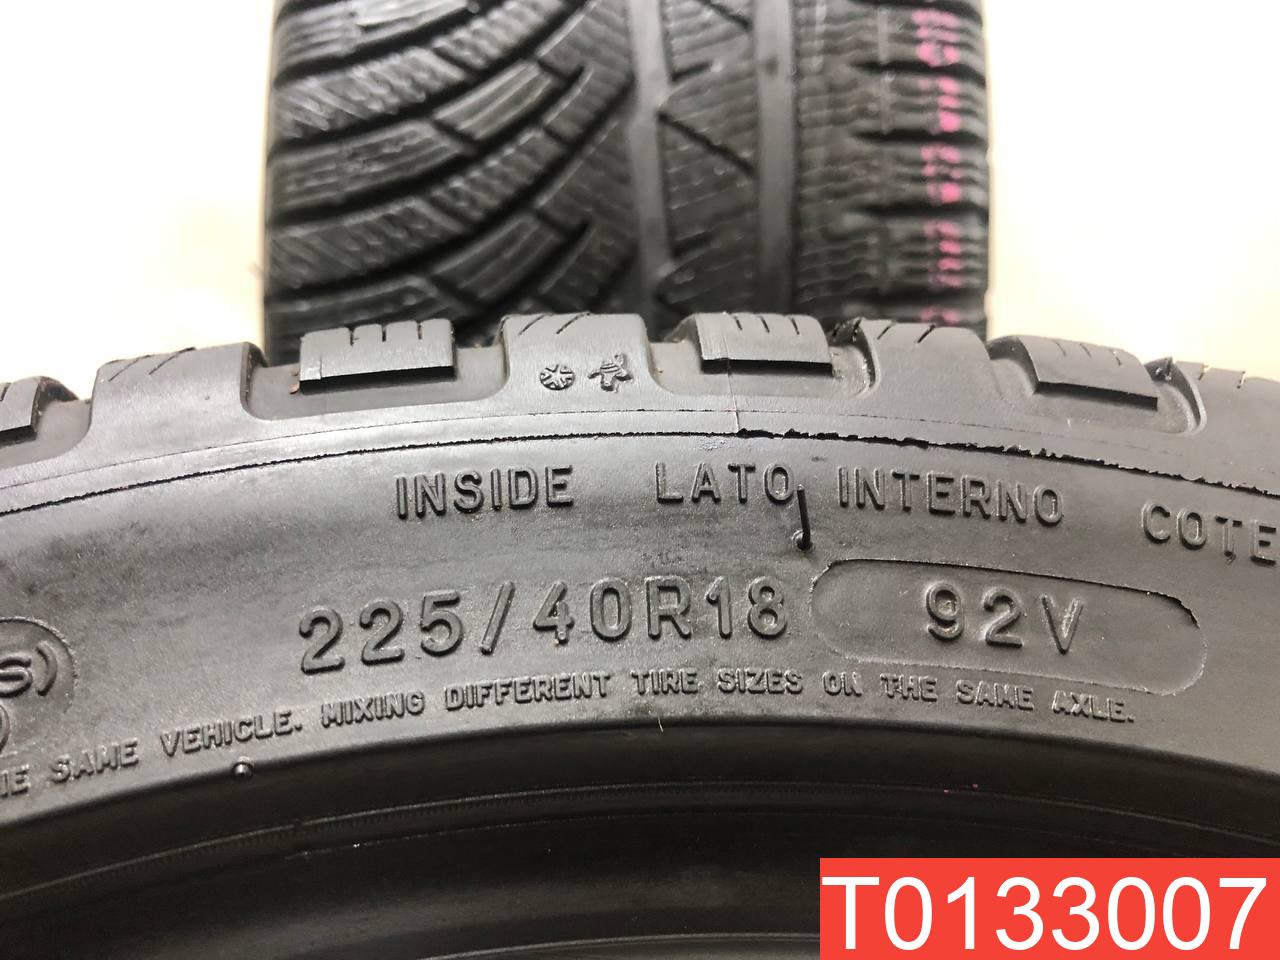 INSIDE LATO INTERNO COTE
225/40R18 92V
SAME VEHICLE. MIXING DIFFERENT TIRE SIZES ON THE SAME AXLE.
T0133007